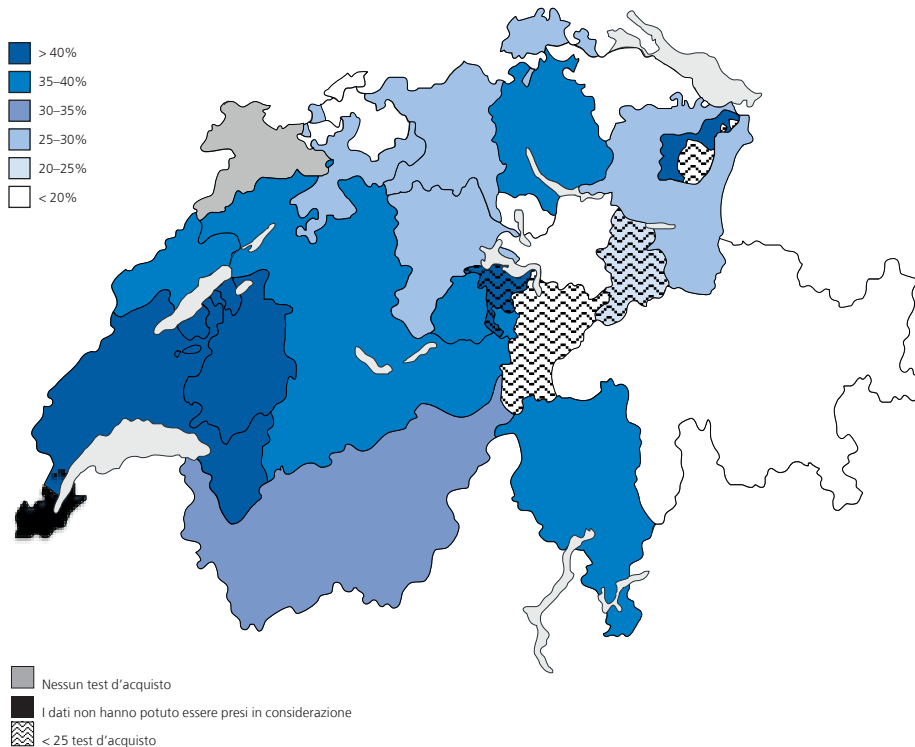 > 40%
35–40%
30–35%
25–30%
20–25%
< 20%
Nessun test d’acquisto
I dati non hanno potuto essere presi in considerazione
< 25 test d’acquisto